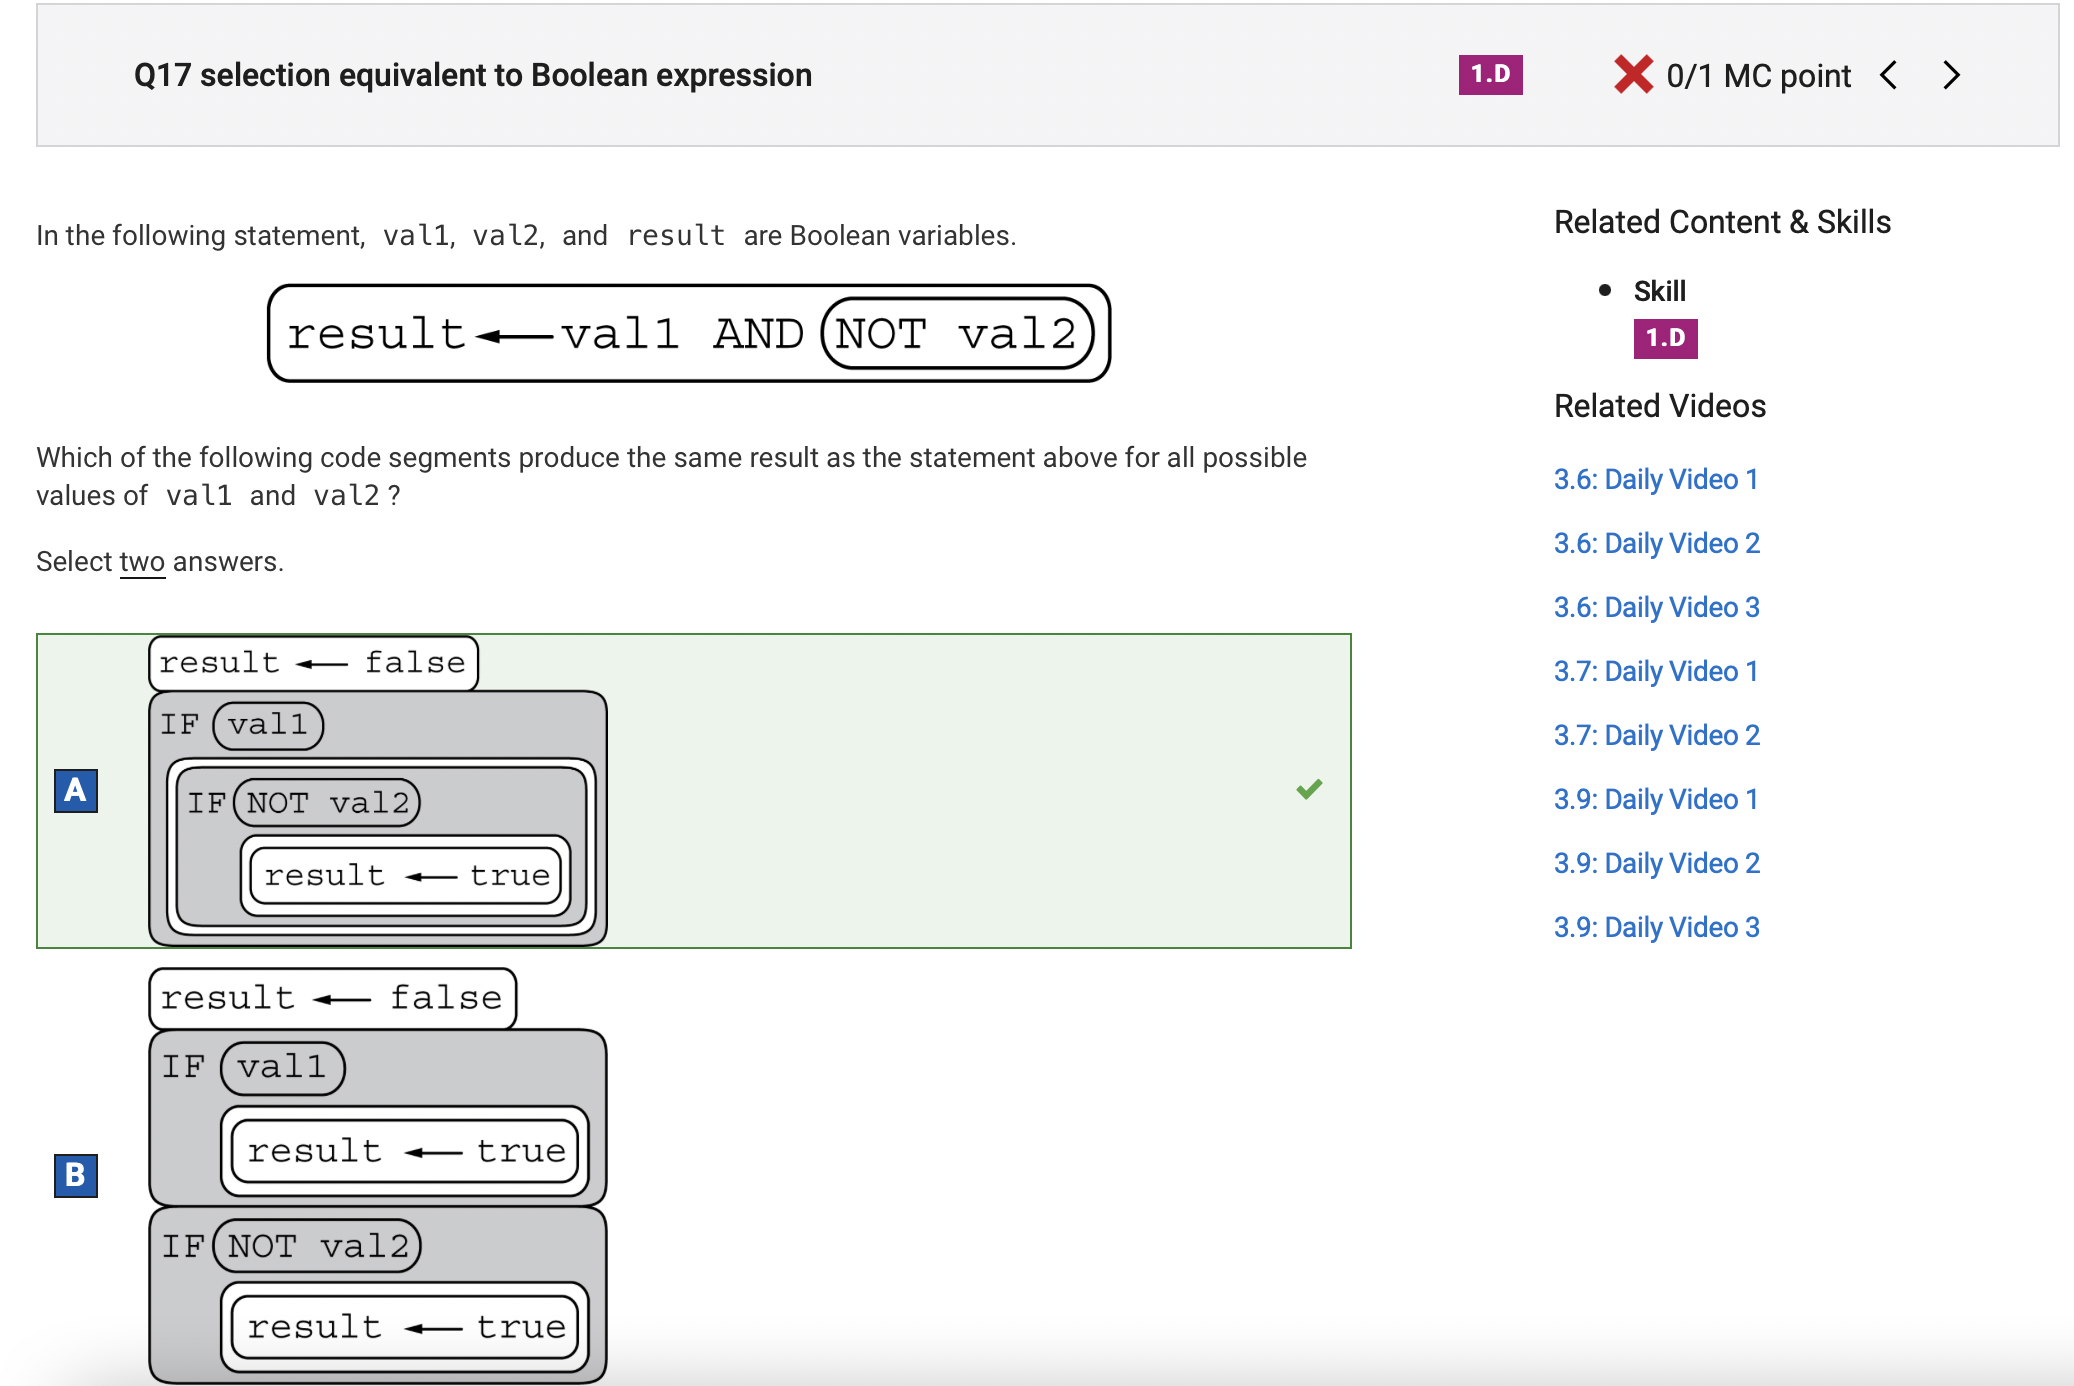 Q17 selection equivalent to Boolean expression
1.D
0/1 MC point
In the following statement, val1, val2, and result are Boolean variables.
result ← val1 AND NOT val2
Which of the following code segments produce the same result as the statement above for all possible
values of val1 and val2 ?
Select two answers.
A
result ← false
IF val1
IF NOT val2
result ← true
B
result ← false
IF val1
result ← true
IF NOT val2
result ← true
Related Content & Skills
• Skill
1.D
Related Videos
3.6: Daily Video 1
3.6: Daily Video 2
3.6: Daily Video 3
3.7: Daily Video 1
3.7: Daily Video 2
3.9: Daily Video 1
3.9: Daily Video 2
3.9: Daily Video 3